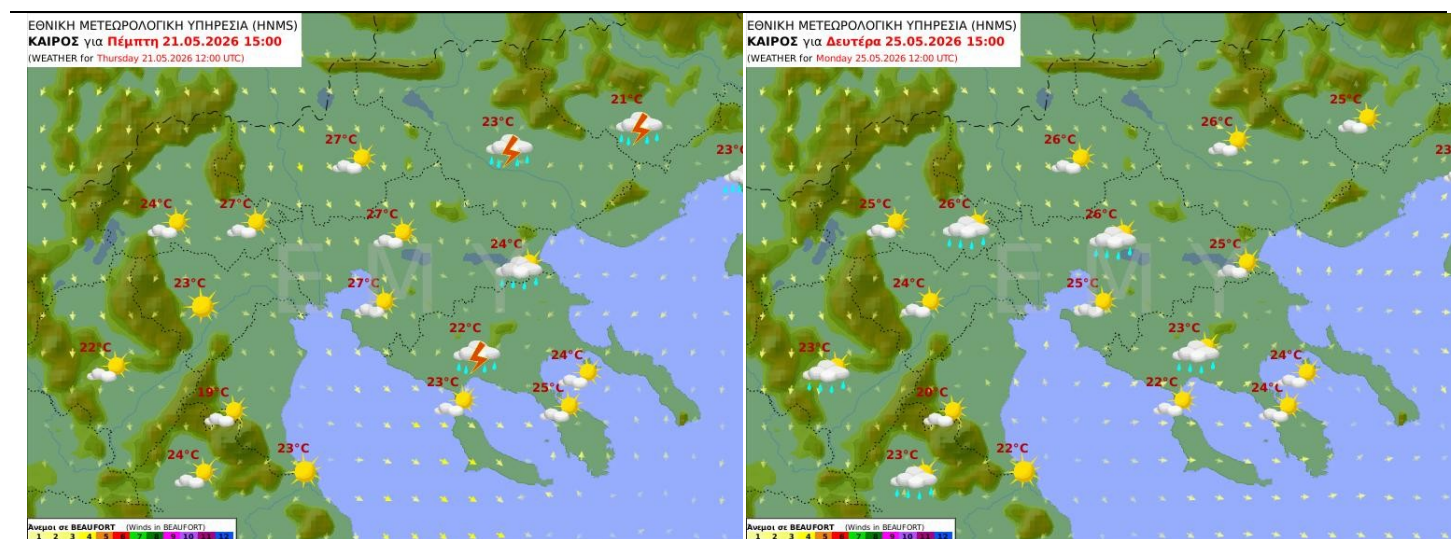 ΕΘΝΙΚΗ ΜΕΤΕΩΡΟΛΟΓΙΚΗ ΥΠΗΡΕΣΙΑ (HNMS)
ΚΑΙΡΟΣ για Πέμπτη 21.05.2026 15:00
(WEATHER for Thursday 21.05.2026 12:00 UTC)
21°C
23°C
27°C
23°C
24°C
27°C
27°C
24°C
23°C
27°C
22°C
22°C
24°C
19°C
23°C
25°C
24°C
23°C
E M Y
Άνεμοι σε BEAUFORT (Winds in BEAUFORT)
1 2 3 4 5 6 7 8 9 10 11 12
ΕΘΝΙΚΗ ΜΕΤΕΩΡΟΛΟΓΙΚΗ ΥΠΗΡΕΣΙΑ (HNMS)
ΚΑΙΡΟΣ για Δευτέρα 25.05.2026 15:00
(WEATHER for Monday 25.05.2026 12:00 UTC)
25°C
26°C
26°C
23
25°C
26°C
26°C
25°C
24°C
25°C
23°C
23°C
24°C
20°C
22°C
24°C
23°C
22°C
E M Y
Άνεμοι σε BEAUFORT (Winds in BEAUFORT)
1 2 3 4 5 6 7 8 9 10 11 12